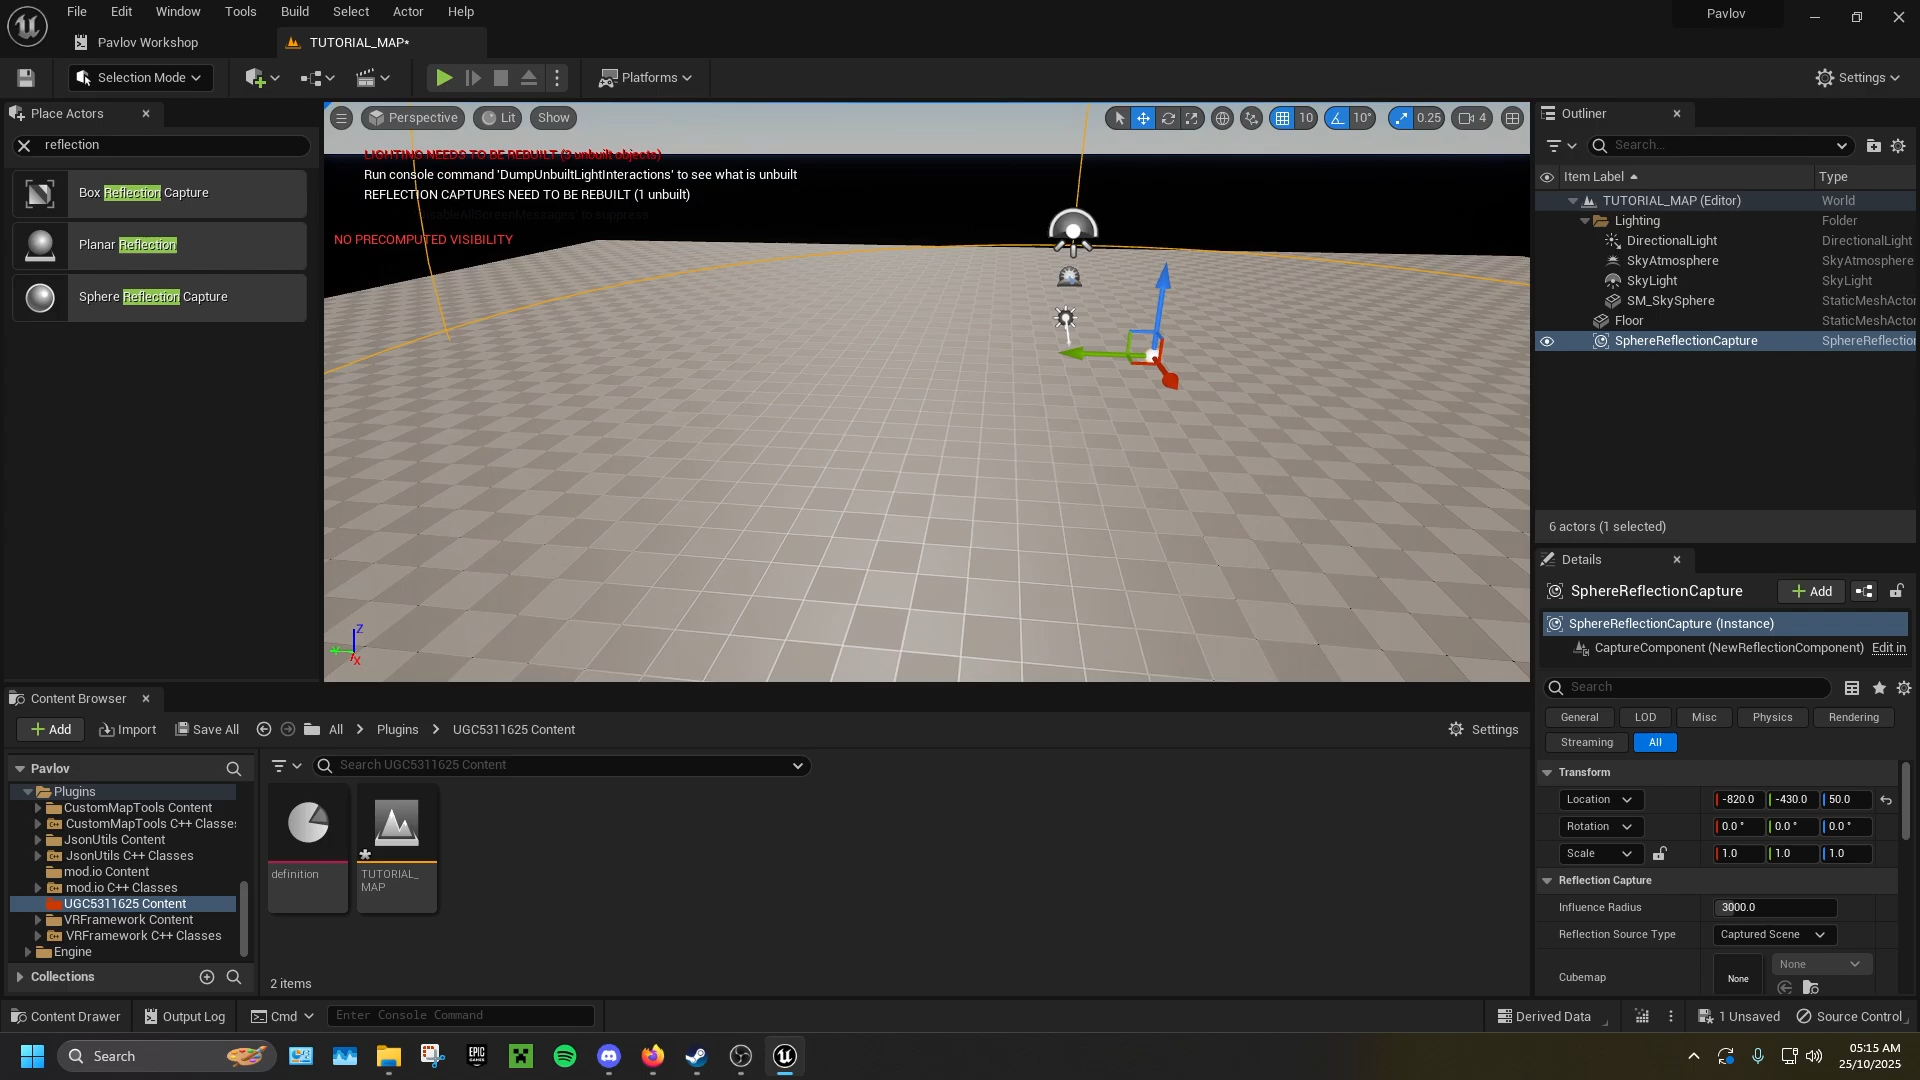 File Edit Window Tools Build Select Actor Help
Pavlov
Pavlov Workshop
TUTORIAL_MAP*
Selection Mode
Platforms
Settings
Place Actors
reflection
Box Reflection Capture
Planar Reflection
Sphere Reflection Capture
Perspective
Lit
Show
10
10°
0.25
4
LIGHTING NEEDS TO BE REBUILT (3 unbuilt objects)
Run console command 'DumpUnbuiltLightInteractions' to see what is unbuilt
REFLECTION CAPTURES NEED TO BE REBUILT (1 unbuilt)
'DisableAllScreenMessages' to suppress
NO PRECOMPUTED VISIBILITY
Z
Y
X
Outliner
Search...
Item Label
Type
TUTORIAL_MAP (Editor) World
Lighting Folder
DirectionalLight DirectionalLight
SkyAtmosphere SkyAtmosphere
SkyLight SkyLight
SM_SkySphere StaticMeshActor
Floor StaticMeshActor
SphereReflectionCapture SphereReflection
6 actors (1 selected)
Details
SphereReflectionCapture
Add
SphereReflectionCapture (Instance)
CaptureComponent (NewReflectionComponent) Edit in
Search
General LOD Misc Physics Rendering
Streaming All
Transform
Location -820.0 -430.0 50.0
Rotation 0.0 ° 0.0 ° 0.0 °
Scale 1.0 1.0 1.0
Reflection Capture
Influence Radius 3000.0
Reflection Source Type Captured Scene
Cubemap None None
Content Browser
Add Import Save All All Plugins UGC5311625 Content Settings
Pavlov
Plugins
CustomMapTools Content
CustomMapTools C++ Classes
JsonUtils Content
JsonUtils C++ Classes
mod.io Content
mod.io C++ Classes
UGC5311625 Content
VRFramework Content
VRFramework C++ Classes
Engine
Collections
Search UGC5311625 Content
definition
TUTORIAL_
MAP
2 items
Content Drawer Output Log Cmd Enter Console Command Derived Data 1 Unsaved Source Control
Search
EPIC
GAMES
05:15 AM
25/10/2025